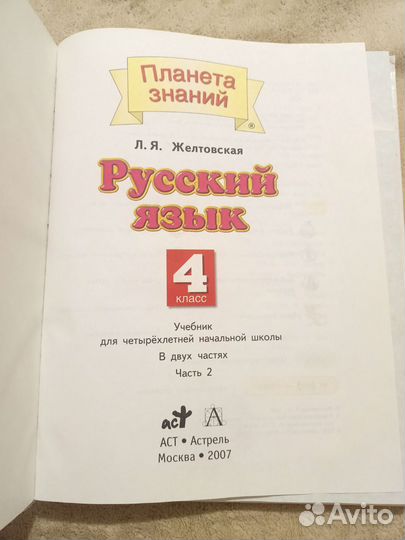 Планета
знаний
®
Л. Я. Желтовская
Русский
язык
4
класс
Учебник
для четырёхлетней начальной школы
В двух частях
Часть 2
аст А
АСТ • Астрель
Москва • 2007
Avito